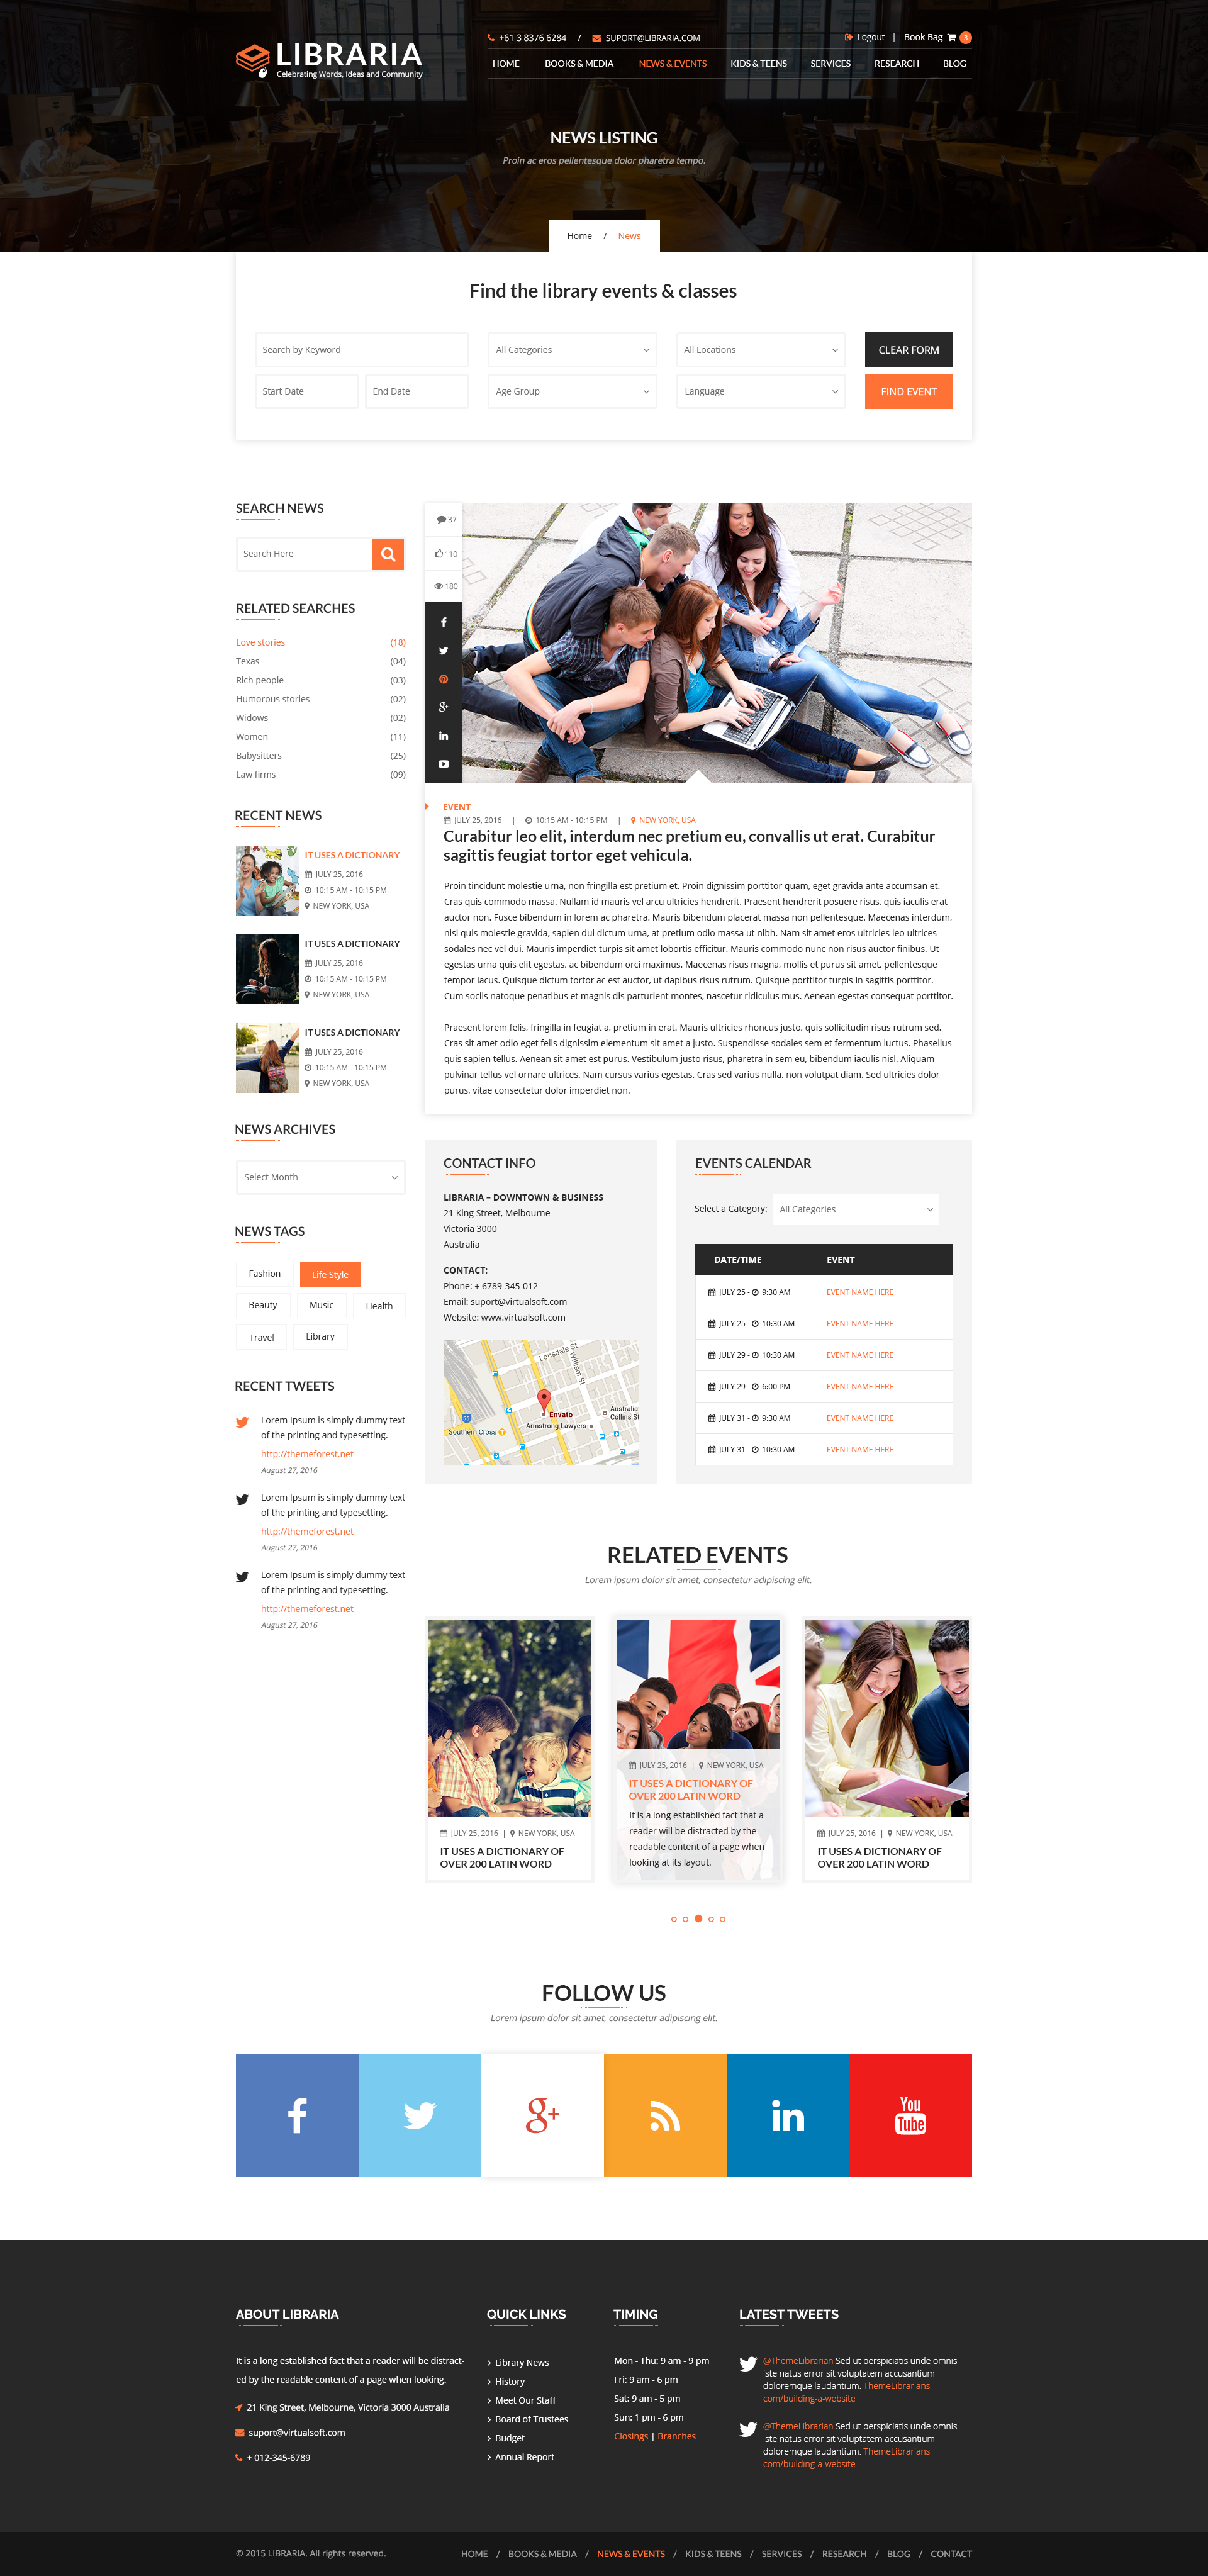 LIBRARIA
Celebrating Words, Ideas and Community
+61 3 8376 6284 / SUPORT@LIBRARIA.COM
Logout | Book Bag 3
HOME BOOKS & MEDIA NEWS & EVENTS KIDS & TEENS SERVICES RESEARCH BLOG
NEWS LISTING
Proin ac eros pellentesque dolor pharetra tempo.
Home / News
Find the library events & classes
Search by Keyword All Categories All Locations CLEAR FORM
Start Date End Date Age Group Language FIND EVENT
SEARCH NEWS
Search Here
RELATED SEARCHES
Love stories (18)
Texas (04)
Rich people (03)
Humorous stories (02)
Widows (02)
Women (11)
Babysitters (25)
Law firms (09)
RECENT NEWS
IT USES A DICTIONARY
JULY 25, 2016
10:15 AM - 10:15 PM
NEW YORK, USA
IT USES A DICTIONARY
JULY 25, 2016
10:15 AM - 10:15 PM
NEW YORK, USA
IT USES A DICTIONARY
JULY 25, 2016
10:15 AM - 10:15 PM
NEW YORK, USA
NEWS ARCHIVES
Select Month
NEWS TAGS
Fashion Life Style
Beauty Music Health
Travel Library
RECENT TWEETS
Lorem Ipsum is simply dummy text
of the printing and typesetting.
http://themeforest.net
August 27, 2016
Lorem Ipsum is simply dummy text
of the printing and typesetting.
http://themeforest.net
August 27, 2016
Lorem Ipsum is simply dummy text
of the printing and typesetting.
http://themeforest.net
August 27, 2016
37
110
180
EVENT
JULY 25, 2016 | 10:15 AM - 10:15 PM | NEW YORK, USA
Curabitur leo elit, interdum nec pretium eu, convallis ut erat. Curabitur
sagittis feugiat tortor eget vehicula.
Proin tincidunt molestie urna, non fringilla est pretium et. Proin dignissim porttitor quam, eget gravida ante accumsan et.
Cras quis commodo massa. Nullam id mauris vel arcu ultricies hendrerit. Praesent hendrerit posuere risus, quis iaculis erat
auctor non. Fusce bibendum in lorem ac pharetra. Mauris bibendum placerat massa non pellentesque. Maecenas interdum,
nisl quis molestie gravida, sapien dui dictum urna, at pretium odio massa ut nibh. Nam sit amet eros ultricies leo ultrices
sodales nec vel dui. Mauris imperdiet turpis sit amet lobortis efficitur. Mauris commodo nunc non risus auctor finibus. Ut
egestas urna quis elit egestas, ac bibendum orci maximus. Maecenas risus magna, mollis et purus sit amet, pellentesque
tempor lacus. Quisque dictum tortor ac est auctor, ut dapibus risus rutrum. Quisque porttitor turpis in sagittis porttitor.
Cum sociis natoque penatibus et magnis dis parturient montes, nascetur ridiculus mus. Aenean egestas consequat porttitor.
Praesent lorem felis, fringilla in feugiat a, pretium in erat. Mauris ultricies rhoncus justo, quis sollicitudin risus rutrum sed.
Cras sit amet odio eget felis dignissim elementum sit amet a justo. Suspendisse sodales sem et fermentum luctus. Phasellus
quis sapien tellus. Aenean sit amet est purus. Vestibulum justo risus, pharetra in sem eu, bibendum iaculis nisl. Aliquam
pulvinar tellus vel ornare ultrices. Nam cursus varius egestas. Cras sed varius nulla, non volutpat diam. Sed ultricies dolor
purus, vitae consectetur dolor imperdiet non.
CONTACT INFO
LIBRARIA – DOWNTOWN & BUSINESS
21 King Street, Melbourne
Victoria 3000
Australia
CONTACT:
Phone: + 6789-345-012
Email: suport@virtualsoft.com
Website: www.virtualsoft.com
Lonsdale St
William St
Australia
Collins St
Envato
Armstrong Lawyers
Southern Cross
EVENTS CALENDAR
Select a Category: All Categories
DATE/TIME EVENT
JULY 25 - 9:30 AM EVENT NAME HERE
JULY 25 - 10:30 AM EVENT NAME HERE
JULY 29 - 10:30 AM EVENT NAME HERE
JULY 29 - 6:00 PM EVENT NAME HERE
JULY 31 - 9:30 AM EVENT NAME HERE
JULY 31 - 10:30 AM EVENT NAME HERE
RELATED EVENTS
Lorem ipsum dolor sit amet, consectetur adipiscing elit.
JULY 25, 2016 | NEW YORK, USA
IT USES A DICTIONARY OF
OVER 200 LATIN WORD
JULY 25, 2016 | NEW YORK, USA
IT USES A DICTIONARY OF
OVER 200 LATIN WORD
It is a long established fact that a
reader will be distracted by the
readable content of a page when
looking at its layout.
JULY 25, 2016 | NEW YORK, USA
IT USES A DICTIONARY OF
OVER 200 LATIN WORD
FOLLOW US
Lorem ipsum dolor sit amet, consectetur adipiscing elit.
You
Tube
ABOUT LIBRARIA
It is a long established fact that a reader will be distract-
ed by the readable content of a page when looking.
21 King Street, Melbourne, Victoria 3000 Australia
suport@virtualsoft.com
+ 012-345-6789
QUICK LINKS
Library News
History
Meet Our Staff
Board of Trustees
Budget
Annual Report
TIMING
Mon - Thu: 9 am - 9 pm
Fri: 9 am - 6 pm
Sat: 9 am - 5 pm
Sun: 1 pm - 6 pm
Closings | Branches
LATEST TWEETS
@ThemeLibrarian Sed ut perspiciatis unde omnis
iste natus error sit voluptatem accusantium
doloremque laudantium. ThemeLibrarians
com/building-a-website
@ThemeLibrarian Sed ut perspiciatis unde omnis
iste natus error sit voluptatem accusantium
doloremque laudantium. ThemeLibrarians
com/building-a-website
© 2015 LIBRARIA. All rights reserved.
HOME / BOOKS & MEDIA / NEWS & EVENTS / KIDS & TEENS / SERVICES / RESEARCH / BLOG / CONTACT